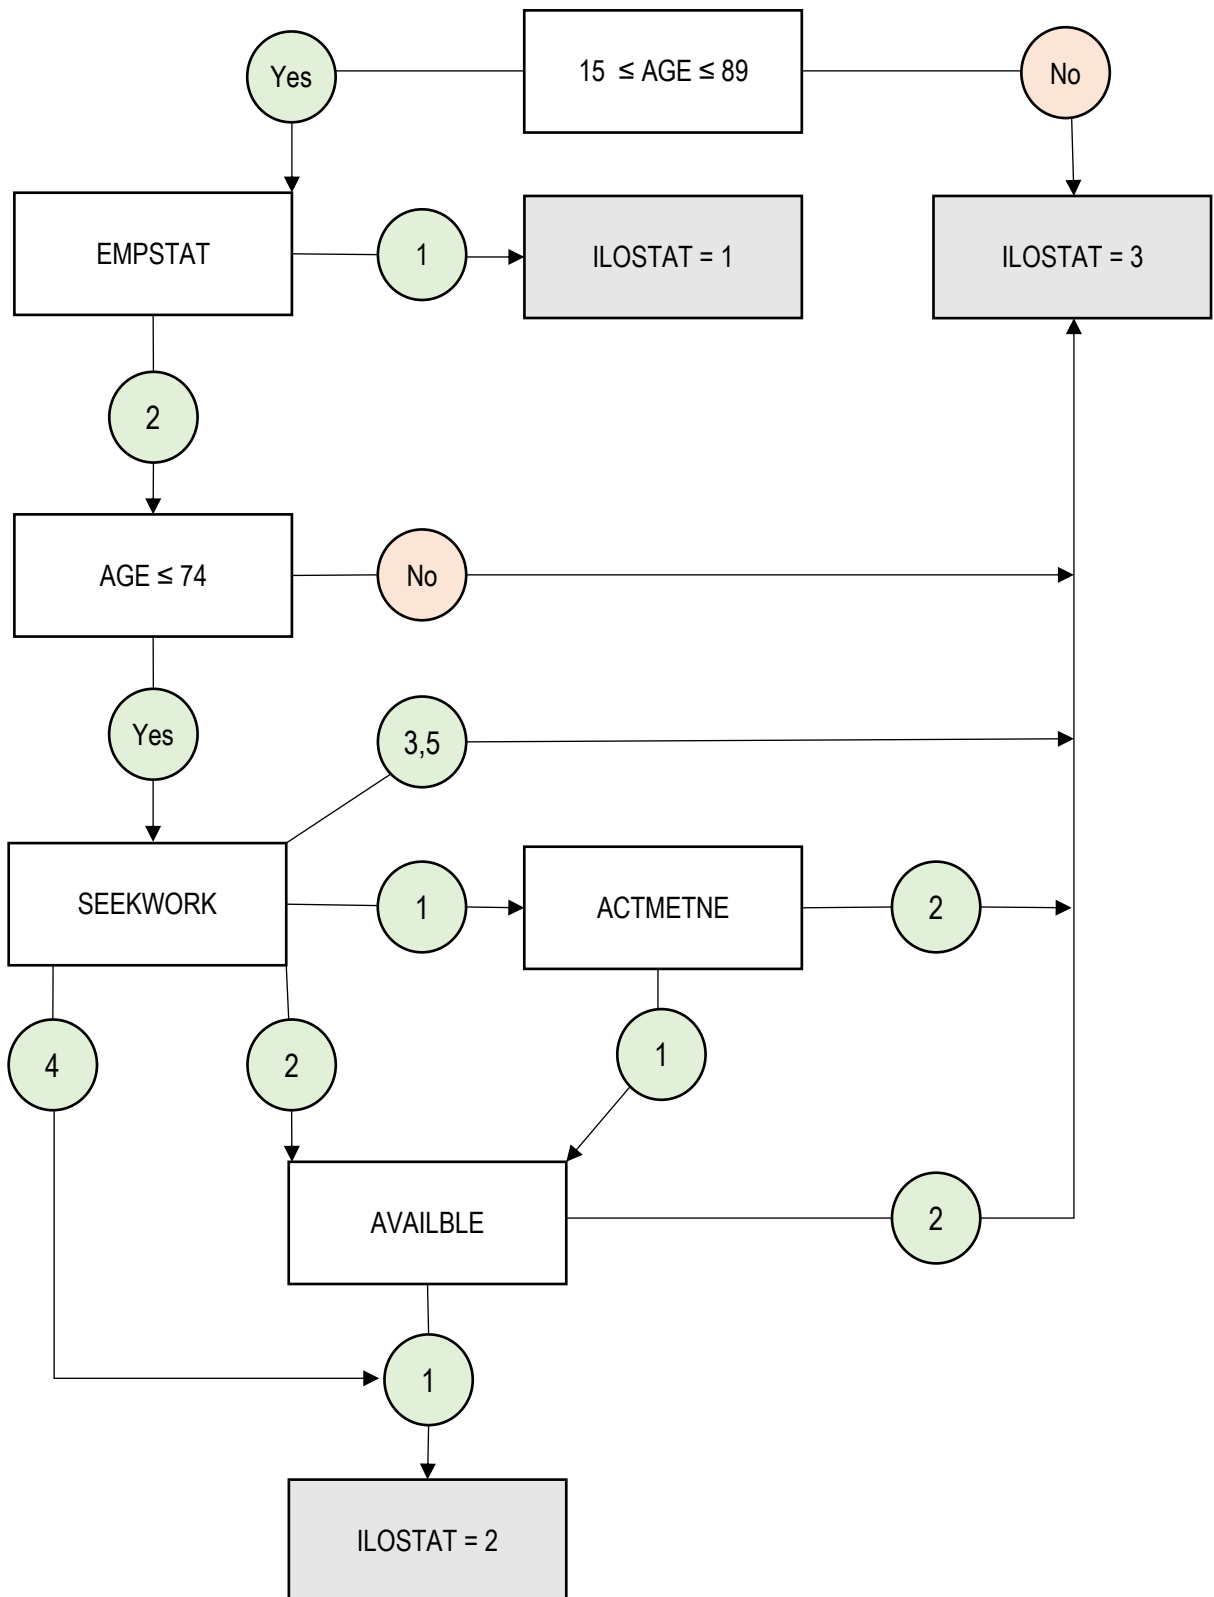 Yes
15 ≤ AGE ≤ 89
No
EMPSTAT
1
ILOSTAT = 1
ILOSTAT = 3
2
AGE ≤ 74
No
Yes
3,5
SEEKWORK
1
ACTMETNE
2
4
2
1
AVAILBLE
2
1
ILOSTAT = 2